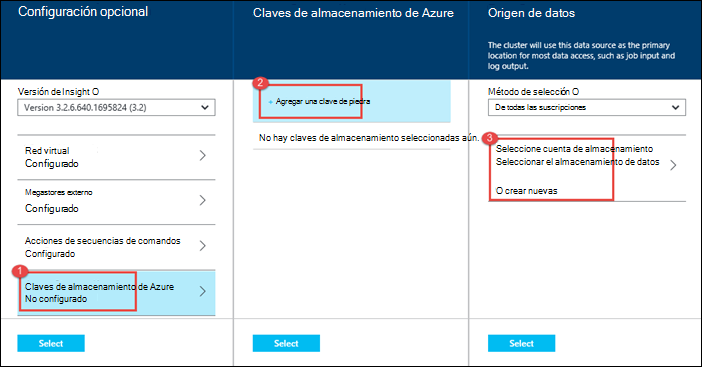 Configuración opcional
Versión de Insight O
Version 3.2.6.640.1695824 (3.2)
Red virtual
Configurado
Megastores externo
Configurado
Acciones de secuencias de comandos
Configurado
1
Claves de almacenamiento de Azure
No configurado
Select
Claves de almacenamiento de Azure
2
+ Agregar una clave de piedra
No hay claves de almacenamiento seleccionadas aún.
Select
Origen de datos
The cluster will use this data source as the primary
location for most data access, such as job input and
log output.
Método de selección O
De todas las suscripciones
3
Seleccione cuenta de almacenamiento
Seleccionar el almacenamiento de datos
O crear nuevas
Select